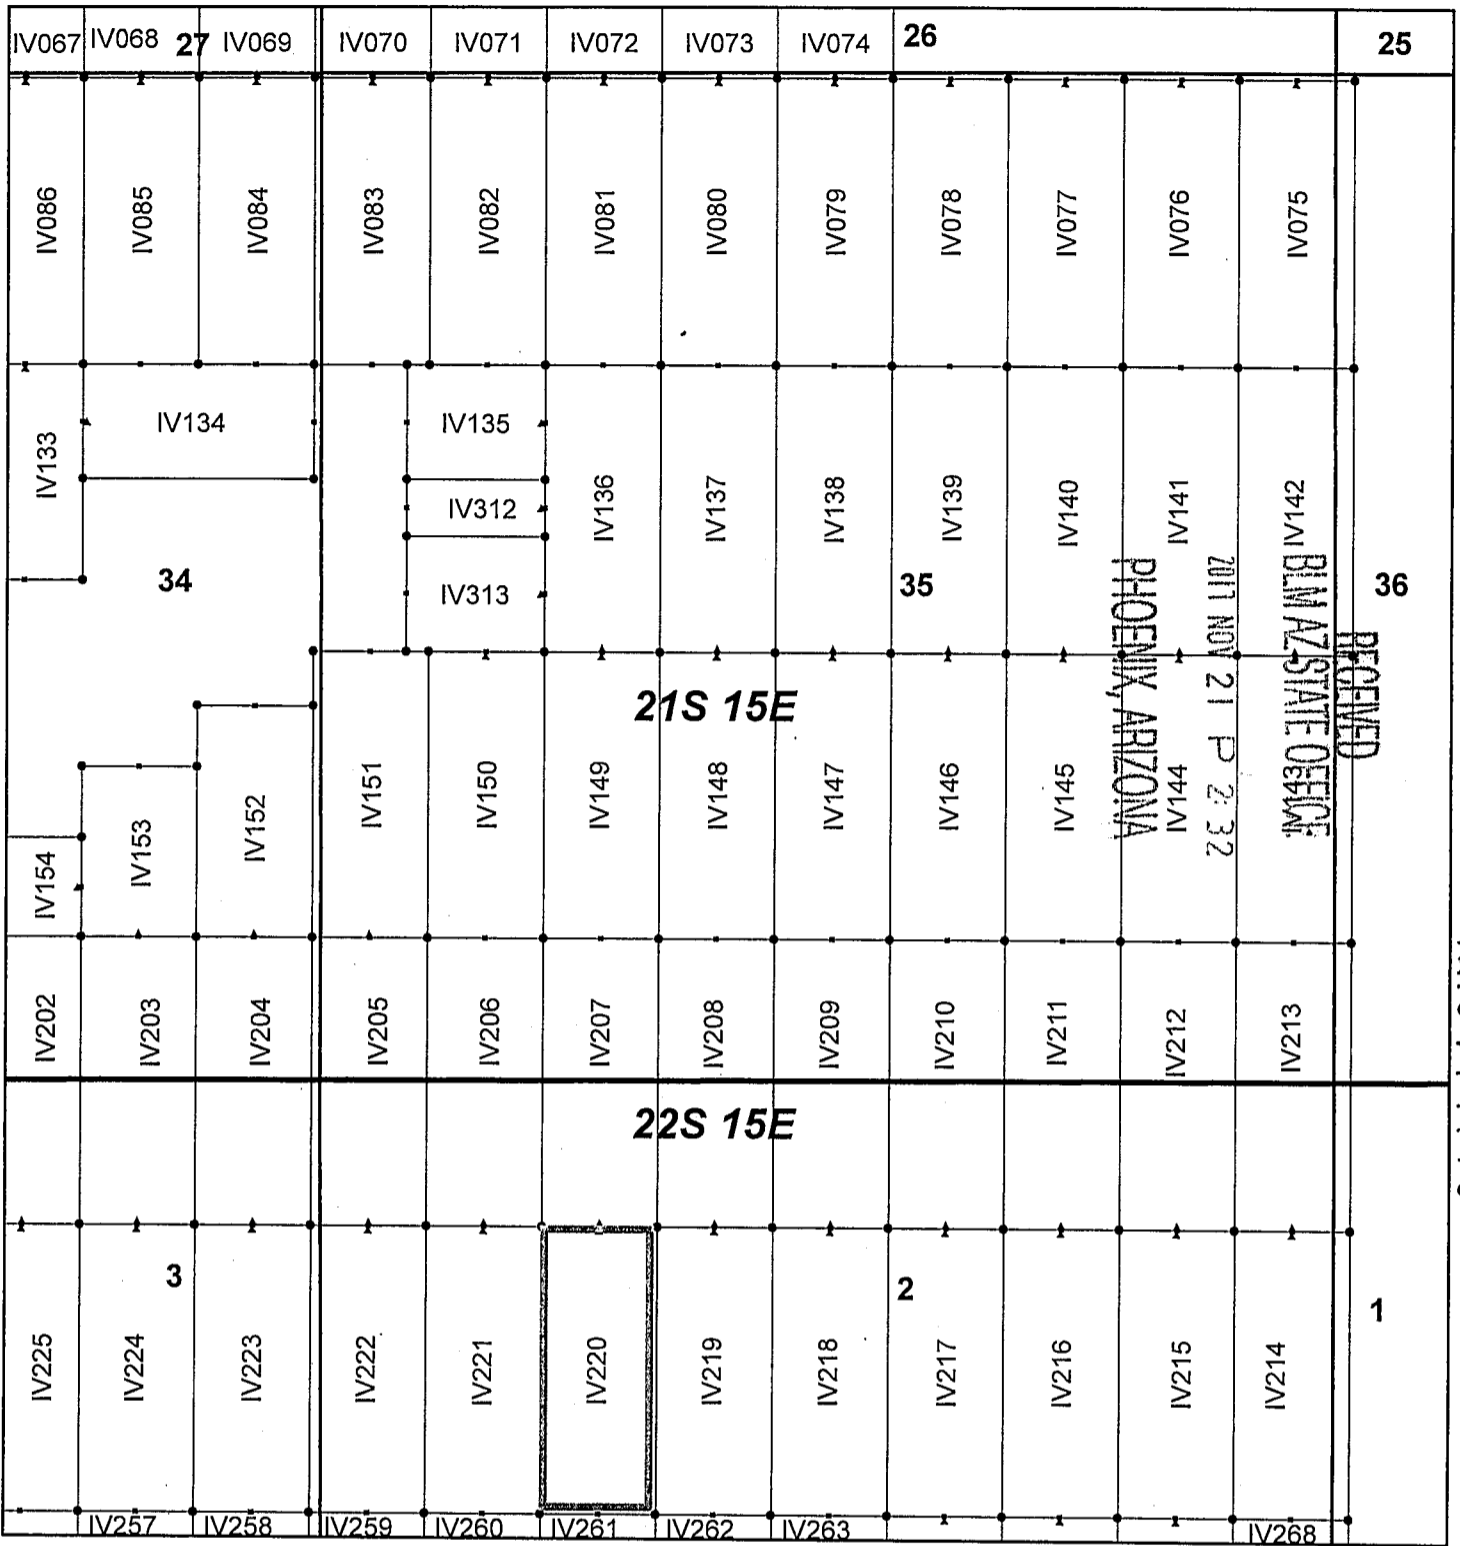 IV067 IV068 27 IV069 IV070 IV071 IV072 IV073 IV074 26 25
IV086 IV085 IV084 IV083 IV082 IV081 IV080 IV079 IV078 IV077 IV076 IV075
IV133 IV134 IV135 IV136 IV137 IV138 IV139 IV140 IV141 IV142
IV312
IV313
34 35 36
RECEIVED
BLM AZ STATE OFFICE
2011 NOV 21 P 2:32
PHOENIX, ARIZONA
21S 15E
IV154 IV153 IV152 IV151 IV150 IV149 IV148 IV147 IV146 IV145 IV144 IV143
IV202 IV203 IV204 IV205 IV206 IV207 IV208 IV209 IV210 IV211 IV212 IV213
22S 15E
3 2 1
IV225 IV224 IV223 IV222 IV221 IV220 IV219 IV218 IV217 IV216 IV215 IV214
IV257 IV258 IV259 IV260 IV261 IV262 IV263 IV268